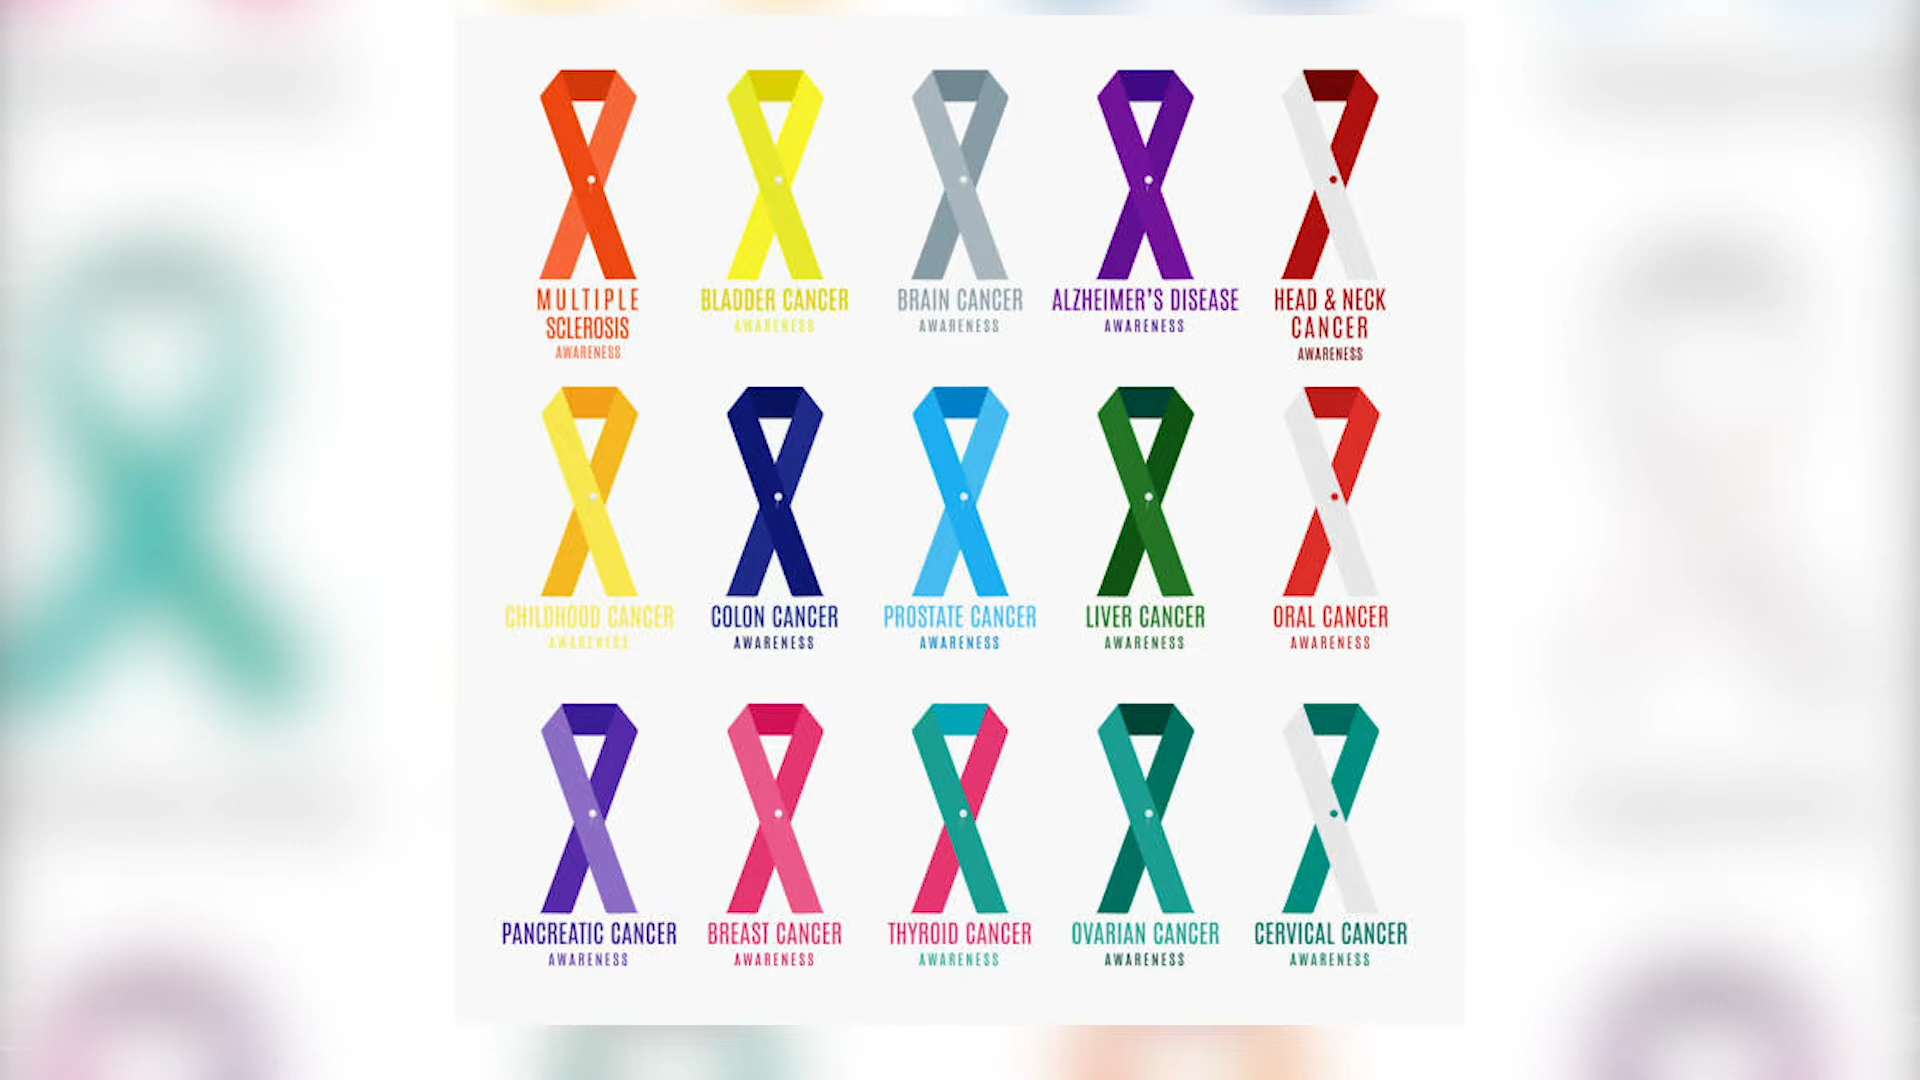 MULTIPLE
SCLEROSIS
AWARENESS
BLADDER CANCER
AWARENESS
BRAIN CANCER
AWARENESS
ALZHEIMER'S DISEASE
AWARENESS
HEAD & NECK
CANCER
AWARENESS
CHILDHOOD CANCER
AWARENESS
COLON CANCER
AWARENESS
PROSTATE CANCER
AWARENESS
LIVER CANCER
AWARENESS
ORAL CANCER
AWARENESS
PANCREATIC CANCER
AWARENESS
BREAST CANCER
AWARENESS
THYROID CANCER
AWARENESS
OVARIAN CANCER
AWARENESS
CERVICAL CANCER
AWARENESS